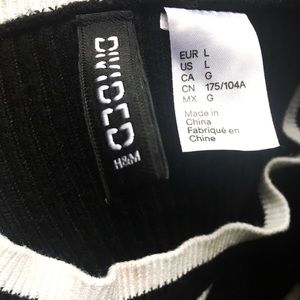 DIVIDED
H&M
EUR L
US L
CA G
CN 175/104A
MX G
Made in
China
Fabriqué en
Chine